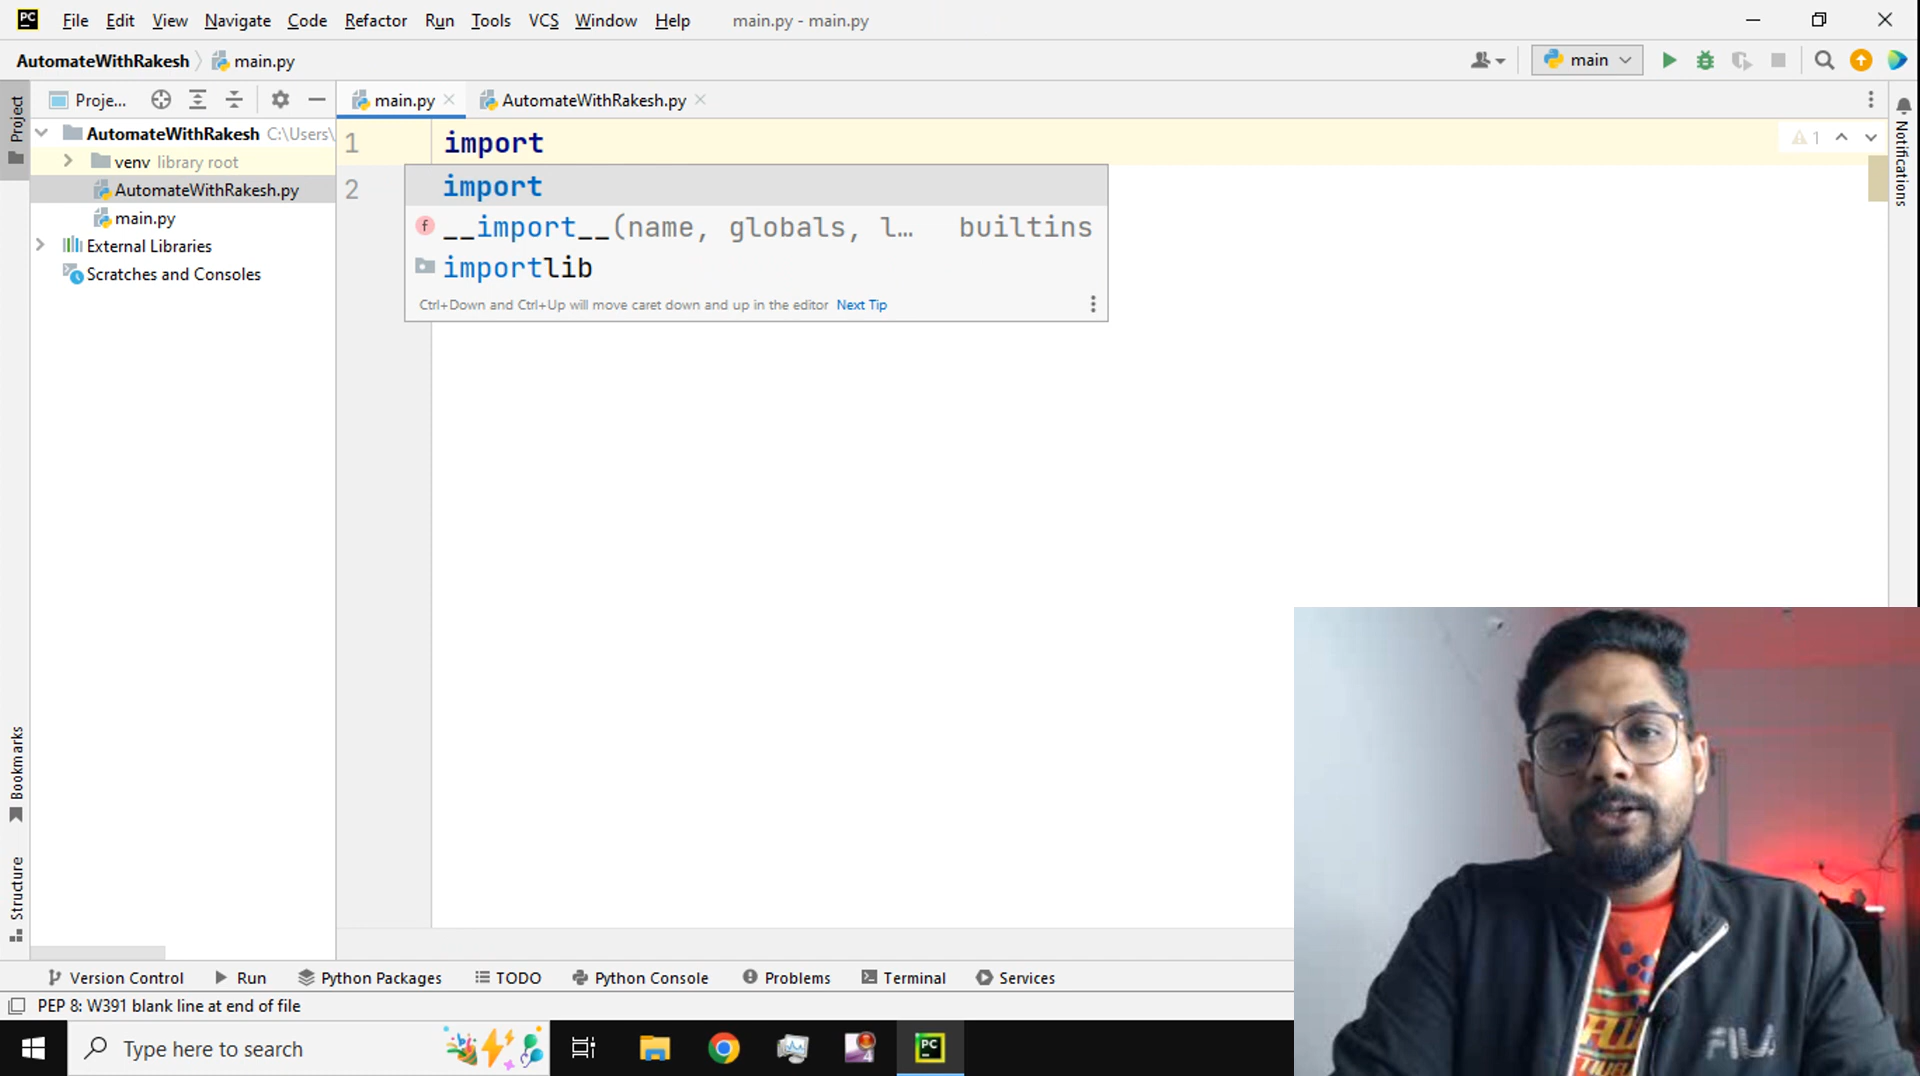 PC File Edit View Navigate Code Refactor Run Tools VCS Window Help main.py - main.py
AutomateWithRakesh main.py main
Project Proje... main.py AutomateWithRakesh.py
Notifications
AutomateWithRakesh C:\Users\
venv library root
AutomateWithRakesh.py
main.py
External Libraries
Scratches and Consoles
1 import 1
2
import
f __import__(name, globals, l... builtins
importlib
Ctrl+Down and Ctrl+Up will move caret down and up in the editor Next Tip
Bookmarks
Structure
FILA
Version Control Run Python Packages TODO Python Console Problems Terminal Services
PEP 8: W391 blank line at end of file
Type here to search 4 PC